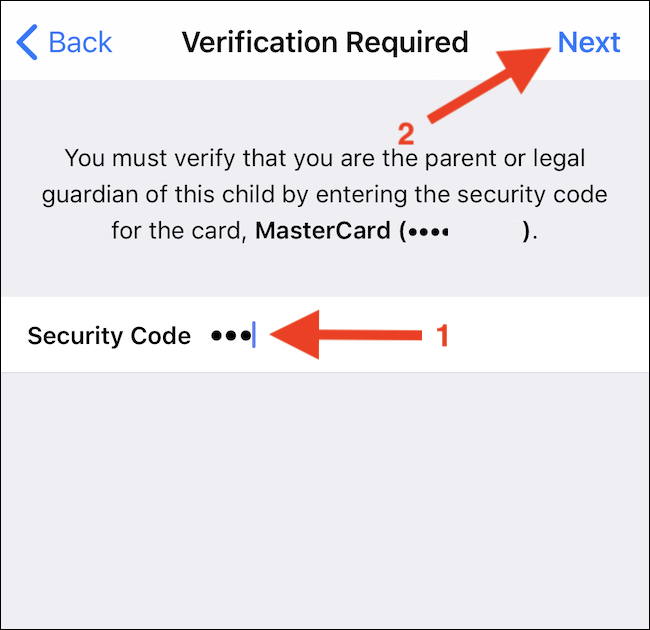 Back Verification Required Next
2
You must verify that you are the parent or legal
guardian of this child by entering the security code
for the card, MasterCard (•••• ).
Security Code ••• 1